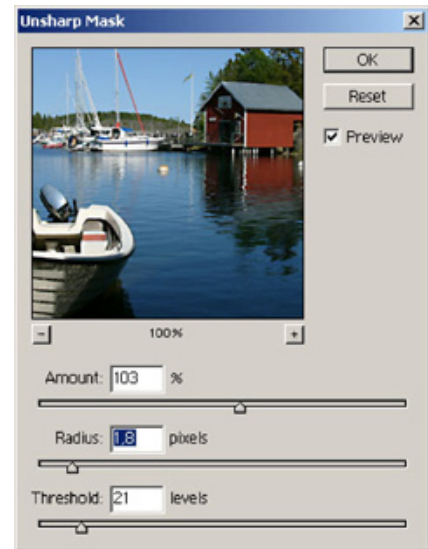 Unsharp Mask
OK
Reset
Preview
- 100% +
Amount: 103 %
Radius: 1,8 pixels
Threshold: 21 levels